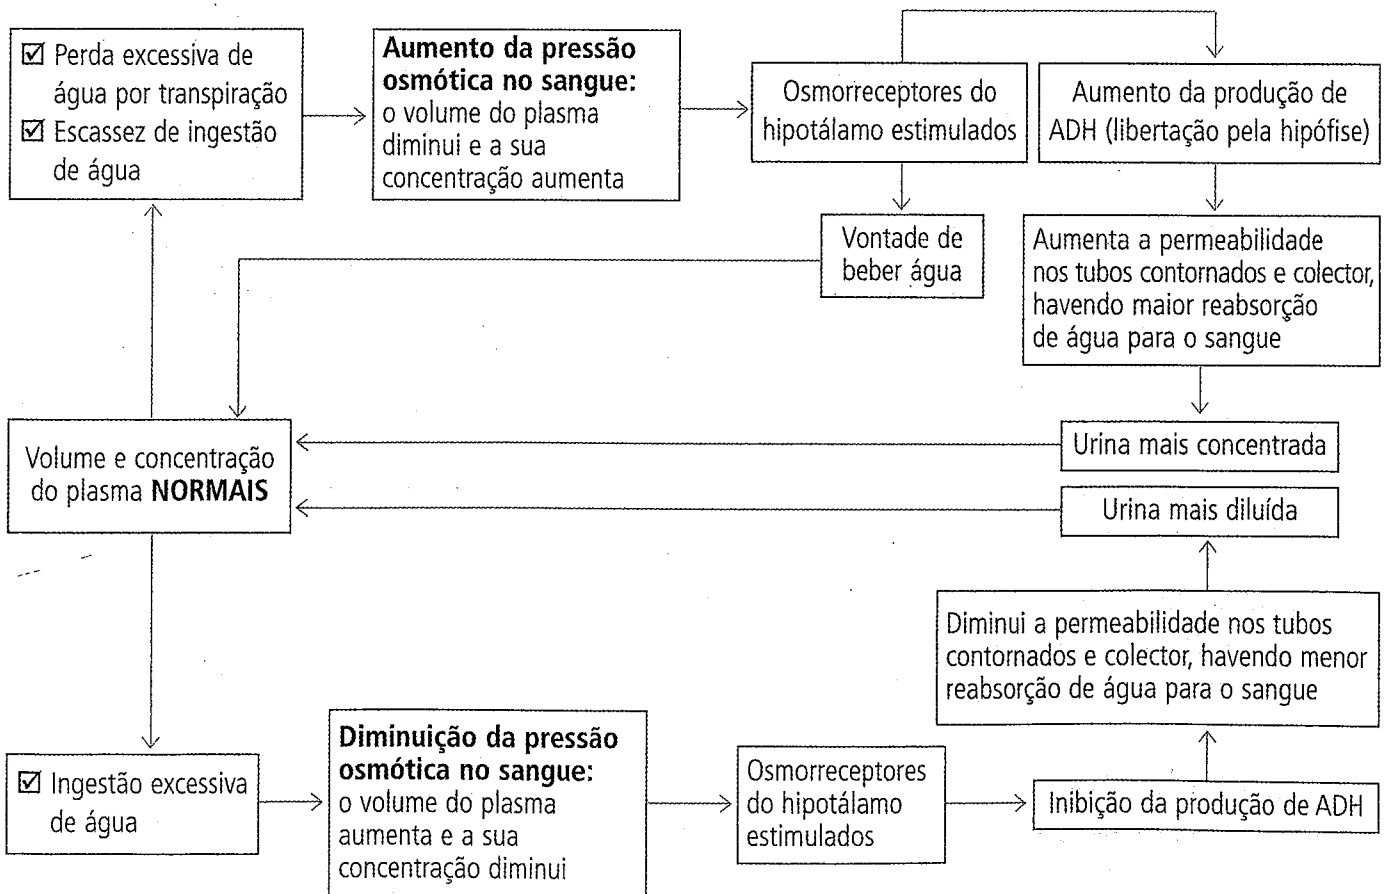 ☑ Perda excessiva de
água por transpiração
☑ Escassez de ingestão
de água
Aumento da pressão
osmótica no sangue:
o volume do plasma
diminui e a sua
concentração aumenta
Osmorreceptores do
hipotálamo estimulados
Aumento da produção de
ADH (libertação pela hipófise)
Vontade de
beber água
Aumenta a permeabilidade
nos tubos contornados e colector,
havendo maior reabsorção
de água para o sangue
Volume e concentração
do plasma NORMAIS
Urina mais concentrada
Urina mais diluída
Diminui a permeabilidade nos tubos
contornados e colector, havendo menor
reabsorção de água para o sangue
☑ Ingestão excessiva
de água
Diminuição da pressão
osmótica no sangue:
o volume do plasma
aumenta e a sua
concentração diminui
Osmorreceptores
do hipotálamo
estimulados
Inibição da produção de ADH